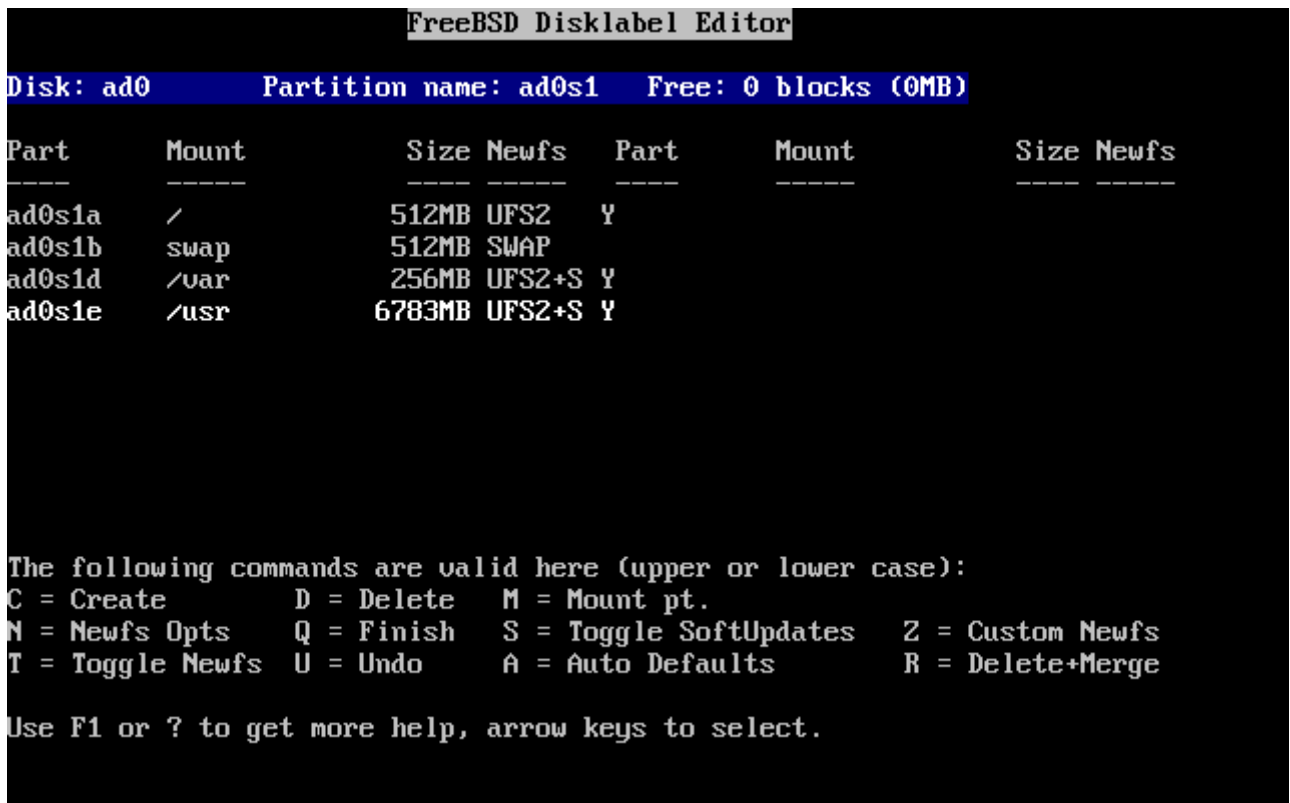 FreeBSD Disklabel Editor
Disk: ad0 Partition name: ad0s1 Free: 0 blocks (0MB)
Part Mount Size Newfs Part Mount Size Newfs
---- ----- ---- ----- ---- ----- ---- -----
ad0s1a / 512MB UFS2 Y
ad0s1b swap 512MB SWAP
ad0s1d /var 256MB UFS2+S Y
ad0s1e /usr 6783MB UFS2+S Y
The following commands are valid here (upper or lower case):
C = Create D = Delete M = Mount pt.
N = Newfs Opts Q = Finish S = Toggle SoftUpdates Z = Custom Newfs
T = Toggle Newfs U = Undo A = Auto Defaults R = Delete+Merge
Use F1 or ? to get more help, arrow keys to select.